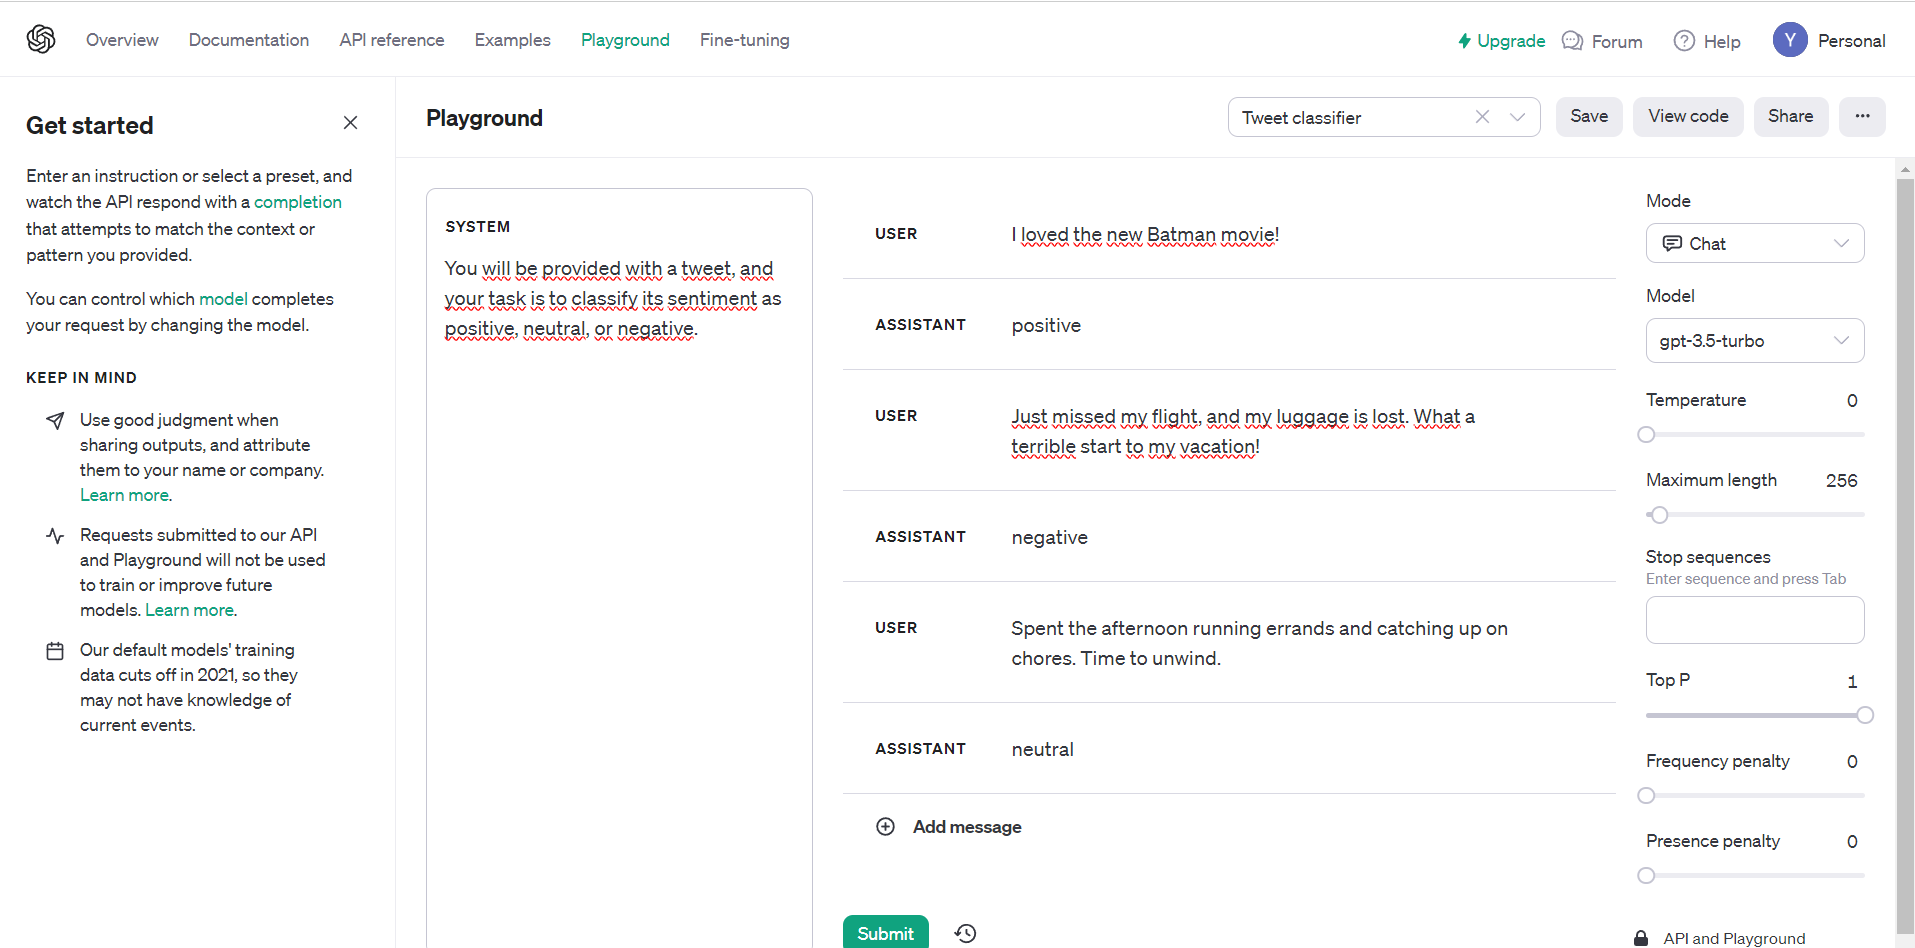 Overview Documentation API reference Examples Playground Fine-tuning Upgrade Forum Help Y Personal
Get started
Enter an instruction or select a preset, and
watch the API respond with a completion
that attempts to match the context or
pattern you provided.
You can control which model completes
your request by changing the model.
KEEP IN MIND
Use good judgment when
sharing outputs, and attribute
them to your name or company.
Learn more.
Requests submitted to our API
and Playground will not be used
to train or improve future
models. Learn more.
Our default models' training
data cuts off in 2021, so they
may not have knowledge of
current events.
Playground
Tweet classifier
Save
View code
Share
SYSTEM
You will be provided with a tweet, and
your task is to classify its sentiment as
positive, neutral, or negative.
USER
I loved the new Batman movie!
ASSISTANT
positive
USER
Just missed my flight, and my luggage is lost. What a
terrible start to my vacation!
ASSISTANT
negative
USER
Spent the afternoon running errands and catching up on
chores. Time to unwind.
ASSISTANT
neutral
Add message
Submit
Mode
Chat
Model
gpt-3.5-turbo
Temperature 0
Maximum length 256
Stop sequences
Enter sequence and press Tab
Top P 1
Frequency penalty 0
Presence penalty 0
API and Playground